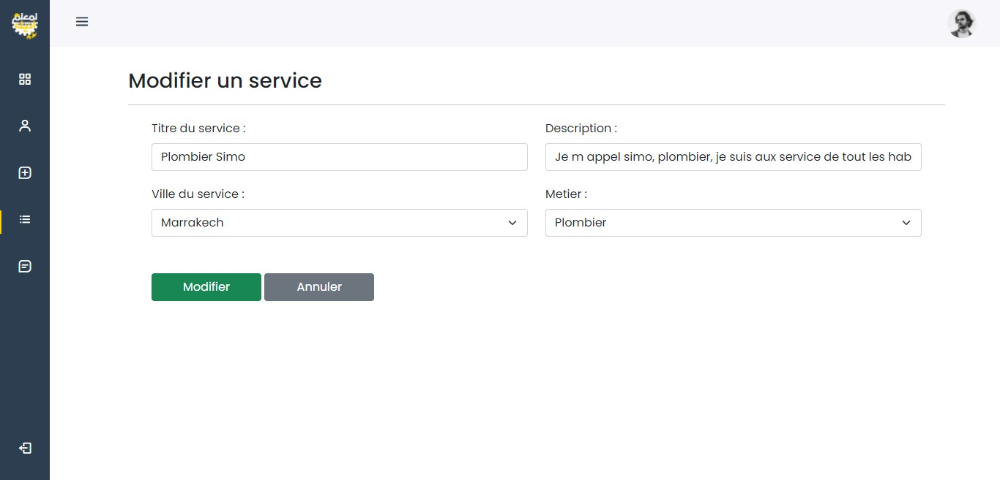 Modifier un service
Titre du service :
Description :
Plombier Simo
Je m appel simo, plombier, je suis aux service de tout les hab
Ville du service :
Metier :
Marrakech
Plombier
Modifier
Annuler